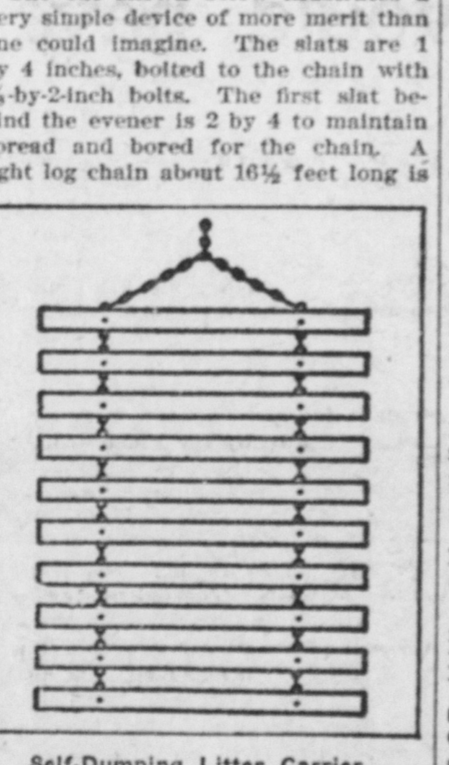 ery simple device of more merit than
ne could imagine. The slats are 1
y 4 inches, bolted to the chain with
-by-2-inch bolts. The first slat be-
ind the evener is 2 by 4 to maintain
pread and bored for the chain. A
ght log chain about 16½ feet long is
Self-Dumping Litter Carrier